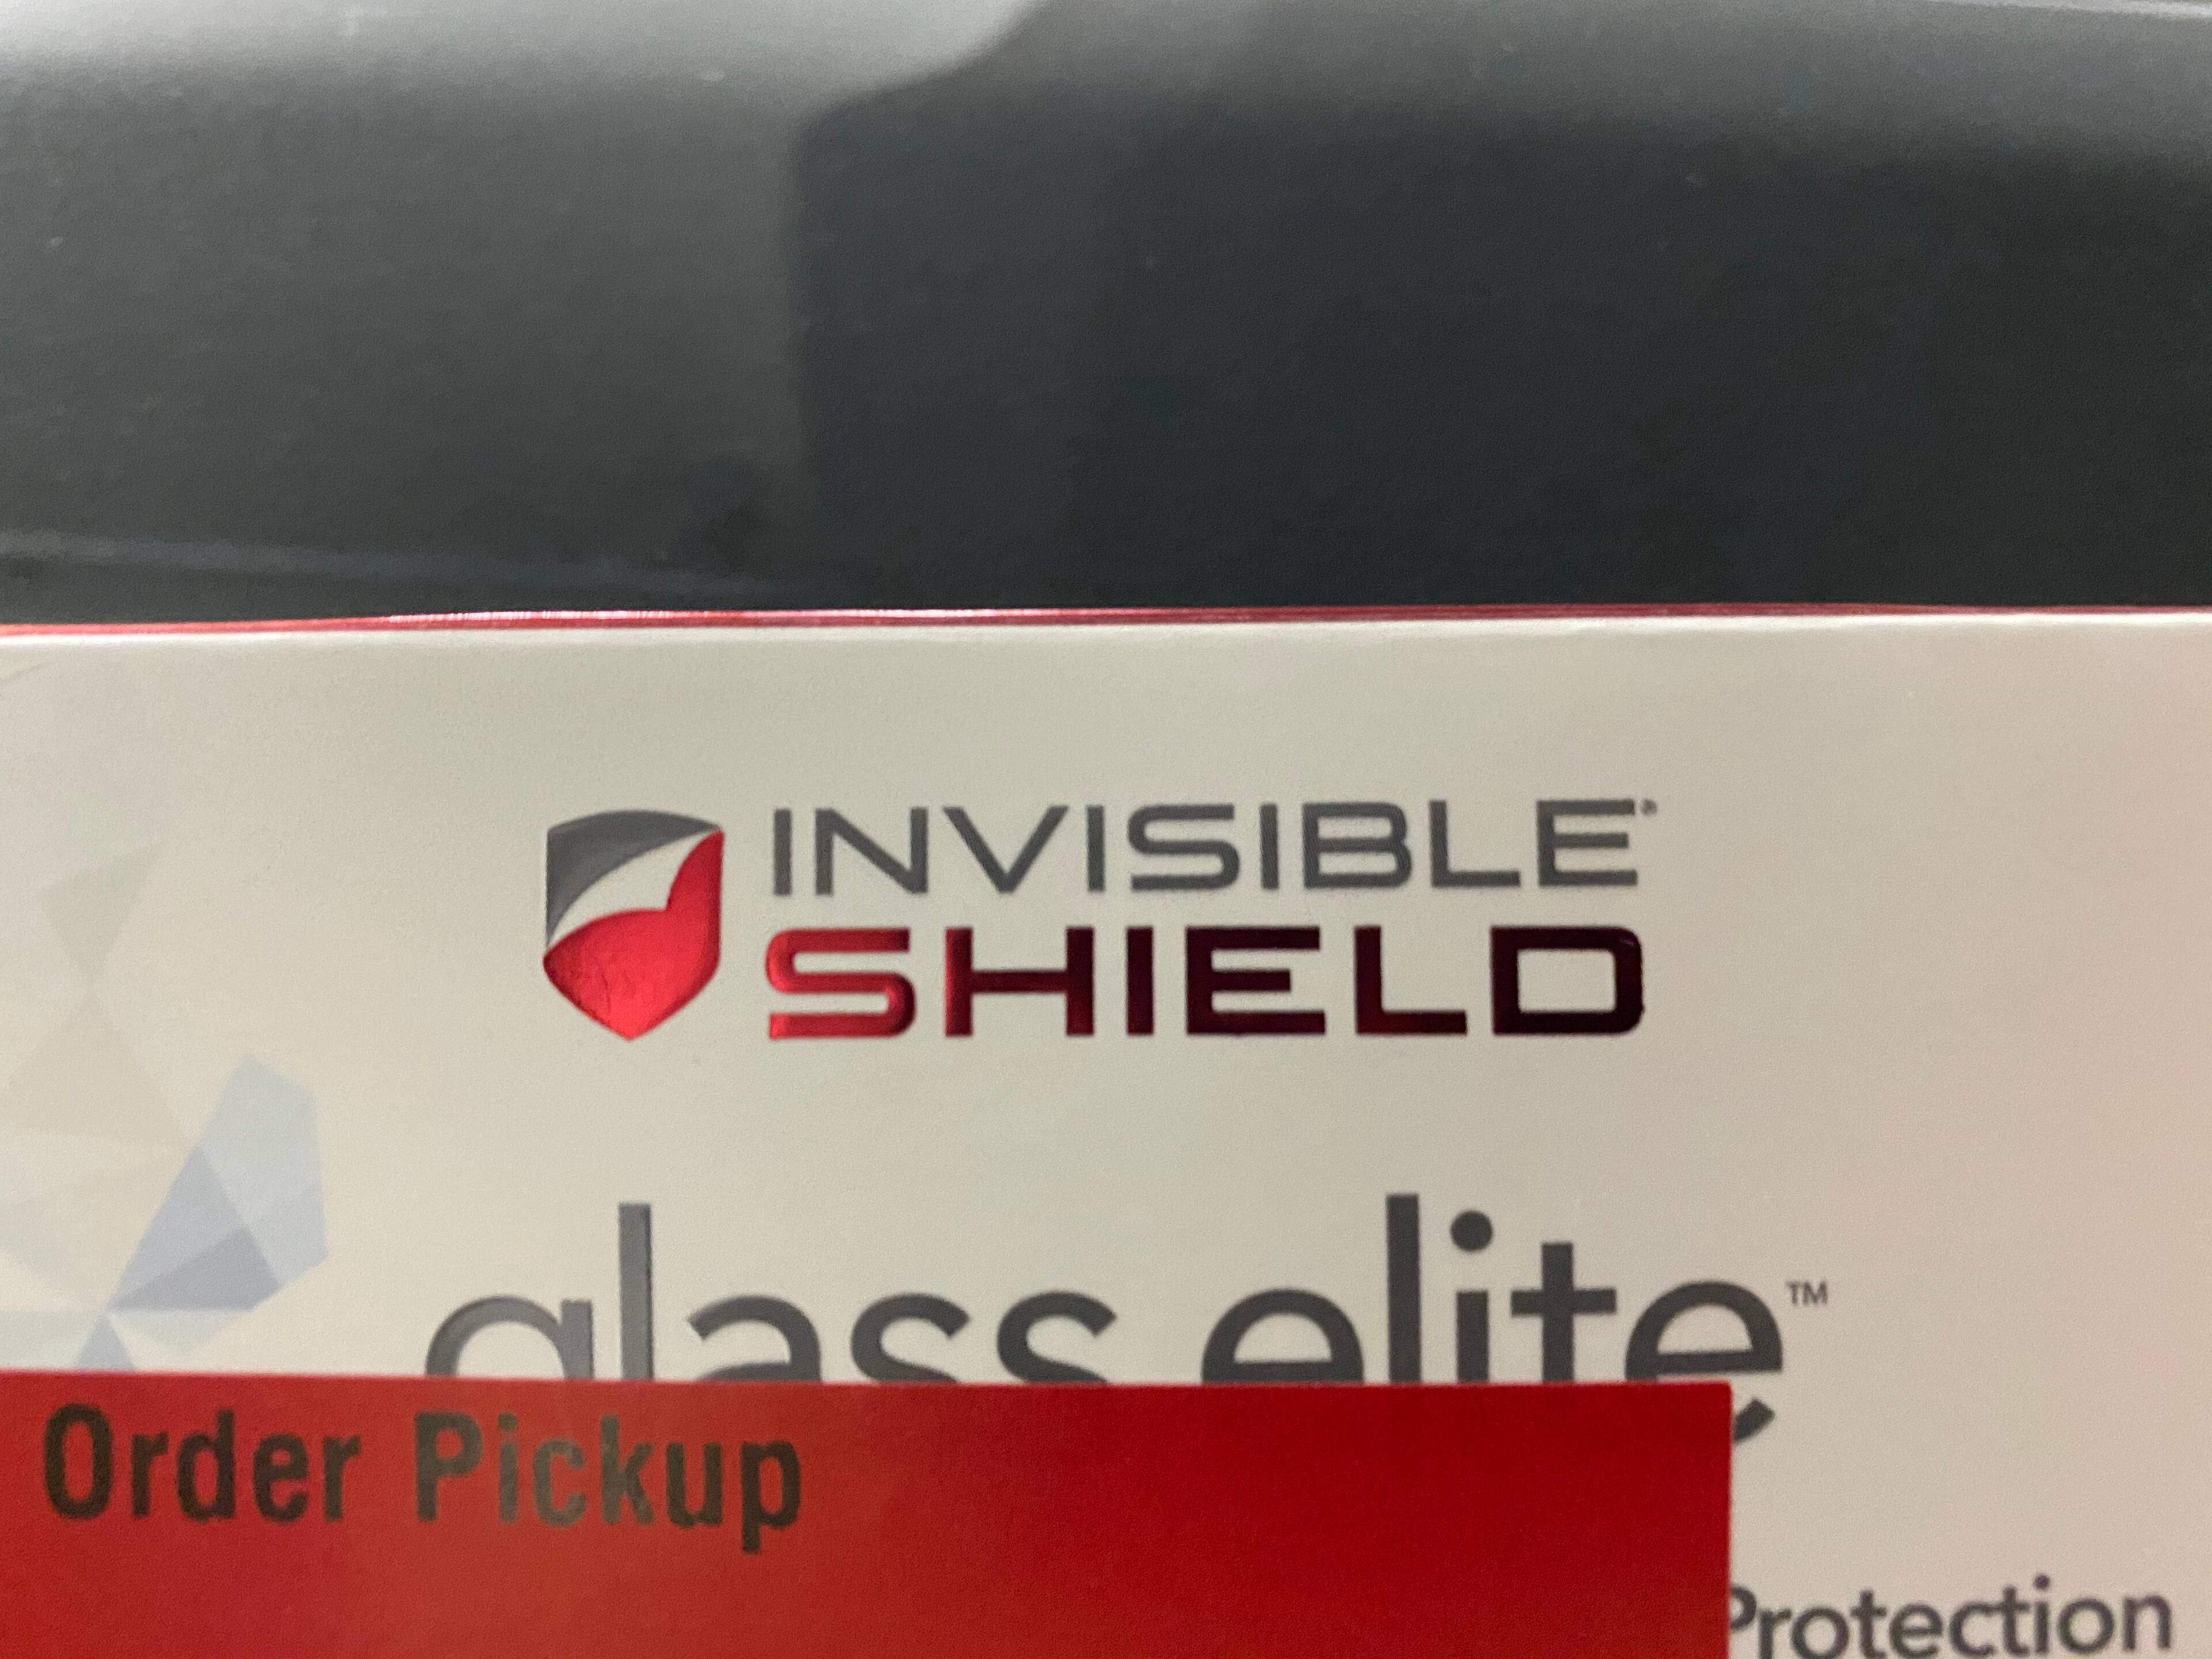 INVISIBLE®
SHIELD
glass elite™
Order Pickup
Protection